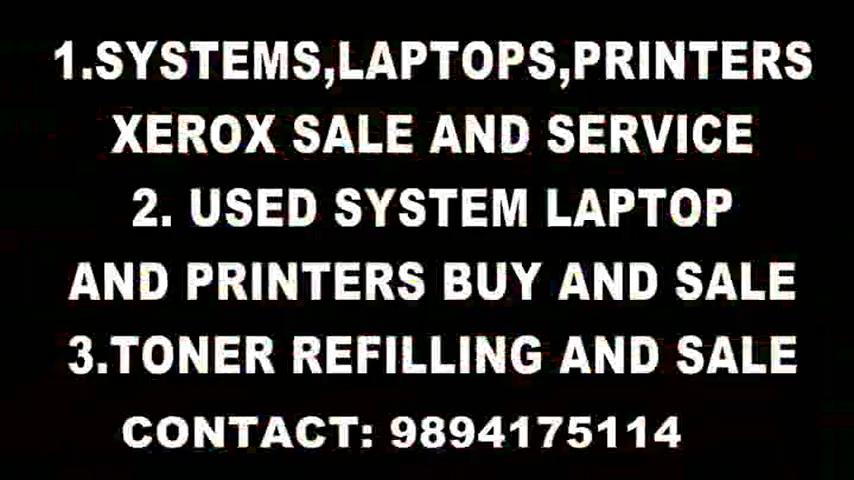 1.SYSTEMS,LAPTOPS,PRINTERS
XEROX SALE AND SERVICE
2. USED SYSTEM LAPTOP
AND PRINTERS BUY AND SALE
3.TONER REFILLING AND SALE
CONTACT: 9894175114